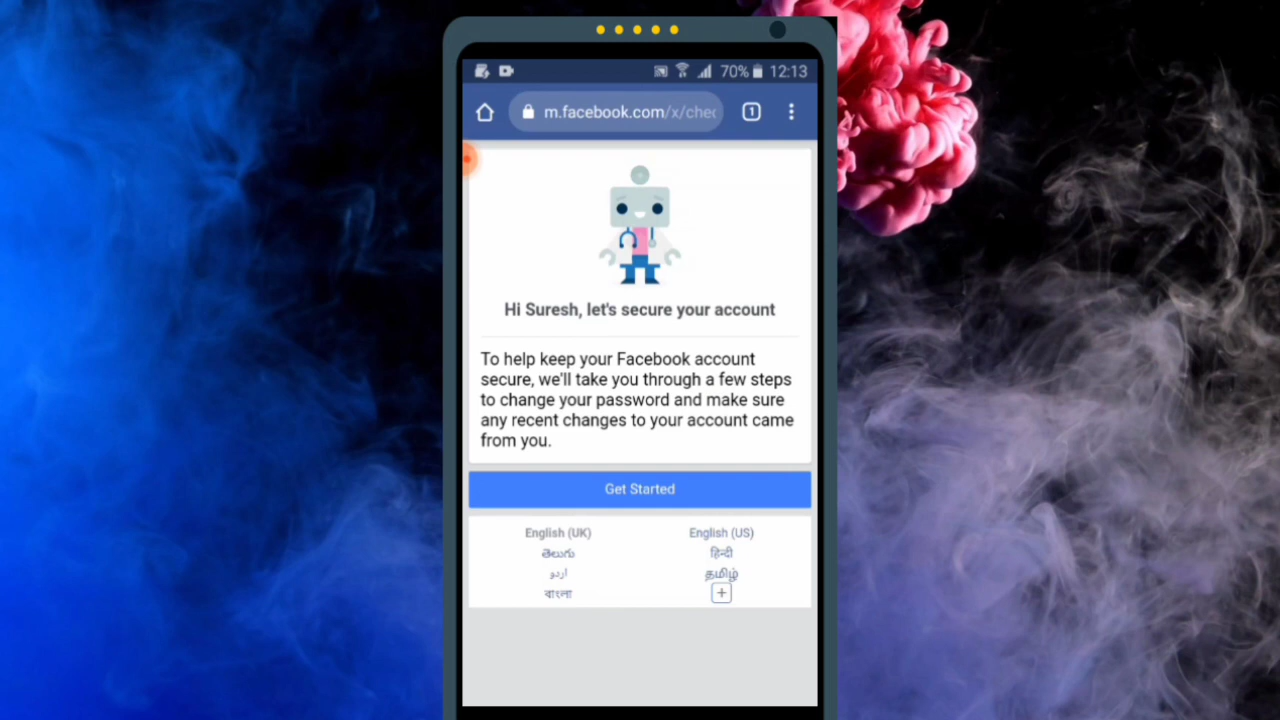 70% 12:13
m.facebook.com/x/chec
1
Hi Suresh, let's secure your account
To help keep your Facebook account
secure, we'll take you through a few steps
to change your password and make sure
any recent changes to your account came
from you.
Get Started
English (UK) English (US)
తెలుగు हिन्दी
اردو தமிழ்
বাংলা +